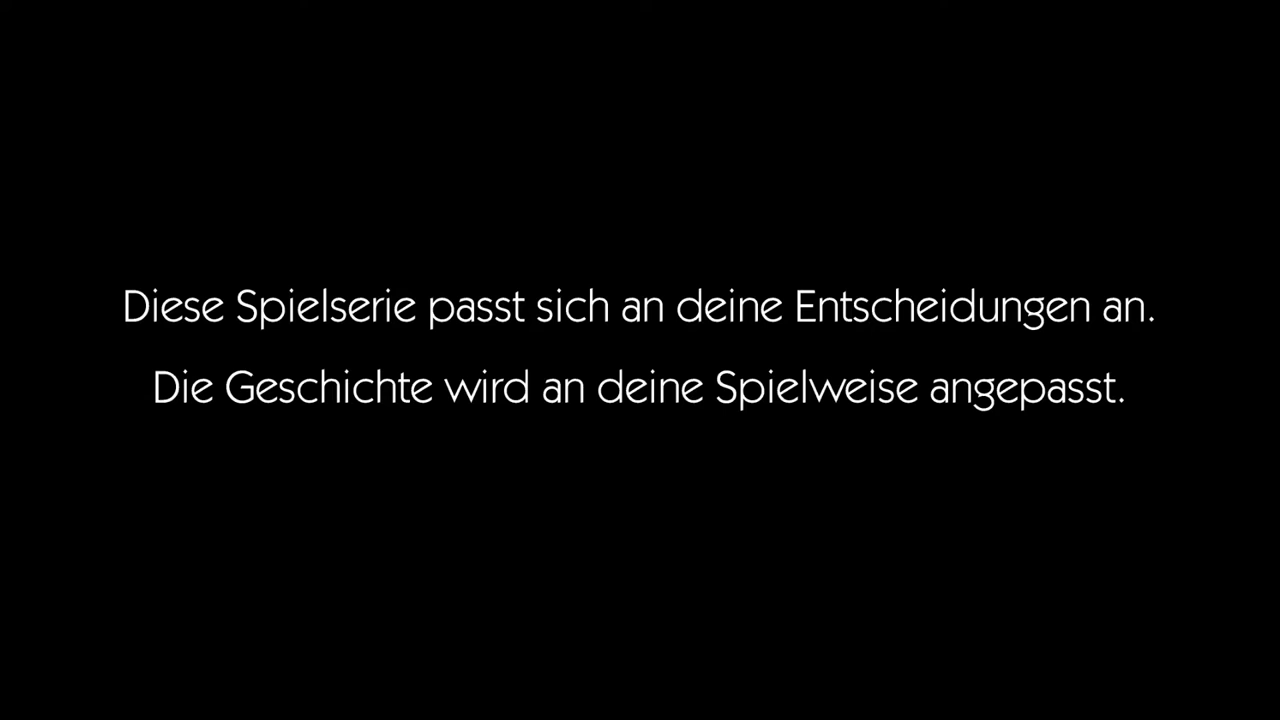 Diese Spielserie passt sich an deine Entscheidungen an.
Die Geschichte wird an deine Spielweise angepasst.